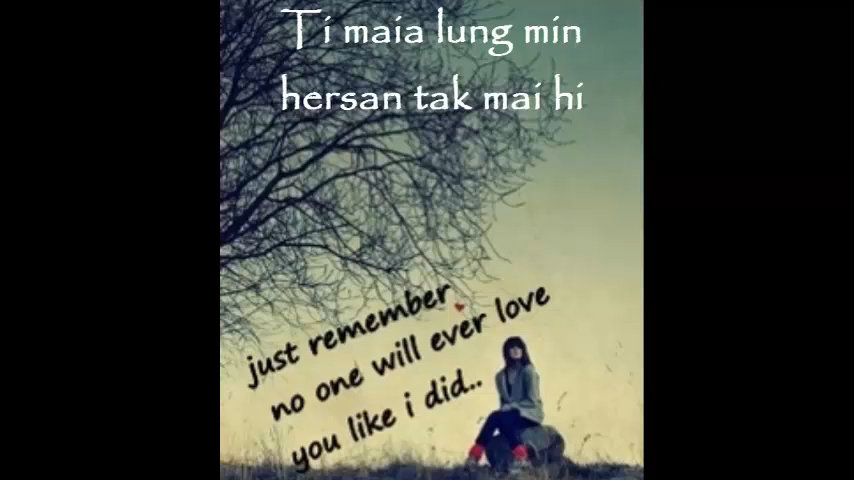 Ti maia lung min
hersan tak mai hi
just remember
no one will ever love
you like i did..